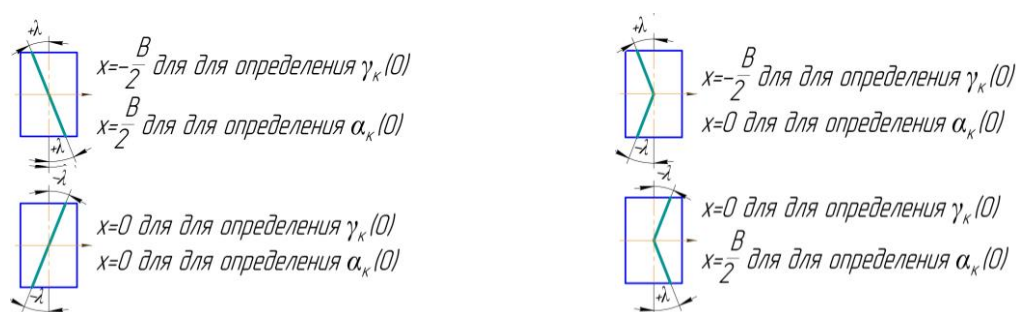 +λ
x=-B/2 для для определения γк(0)
x=B/2 для для определения αк(0)
+λ
-λ
x=0 для для определения γк(0)
x=0 для для определения αк(0)
-λ
+λ
x=-B/2 для для определения γк(0)
x=0 для для определения αк(0)
-λ
-λ
x=0 для для определения γк(0)
x=B/2 для для определения αк(0)
+λ